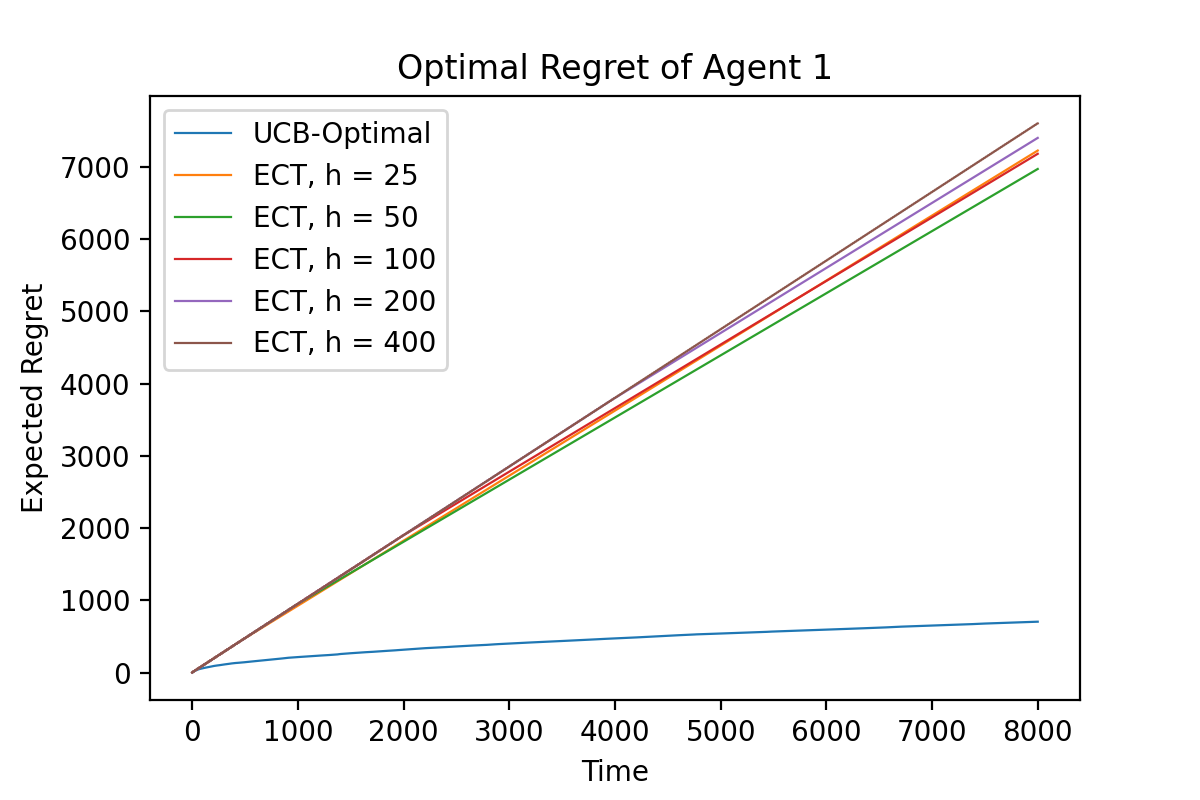 Optimal Regret of Agent 1
UCB-Optimal
ECT, h = 25
ECT, h = 50
ECT, h = 100
ECT, h = 200
ECT, h = 400
Expected Regret
7000
6000
5000
4000
3000
2000
1000
0
0 1000 2000 3000 4000 5000 6000 7000 8000
Time